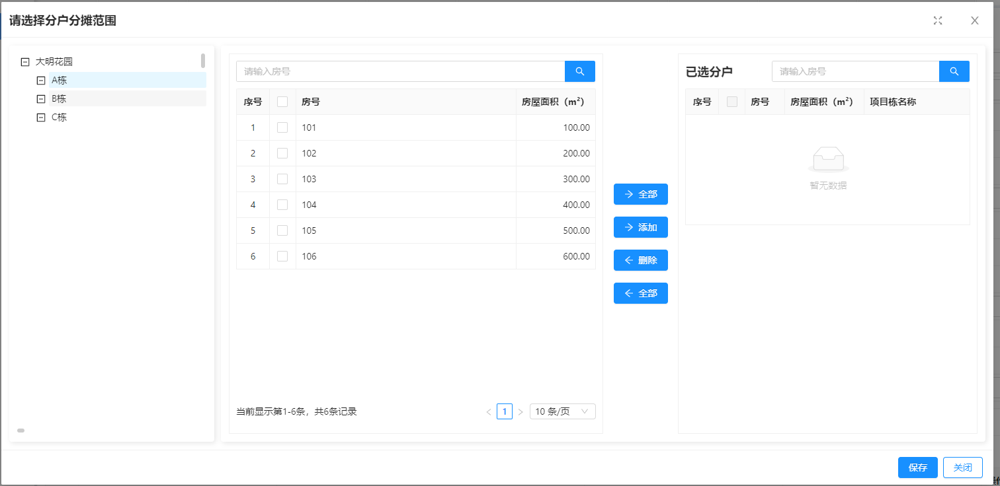 请选择分户分摊范围
大明花园
A栋
B栋
C栋
请输入房号
序号 房号 房屋面积（m²）
1 101 100.00
2 102 200.00
3 103 300.00
4 104 400.00
5 105 500.00
6 106 600.00
当前显示第1-6条，共6条记录
1
10 条/页
全部
添加
删除
全部
已选分户 请输入房号
序号 房号 房屋面积（m²） 项目栋名称
暂无数据
保存 关闭